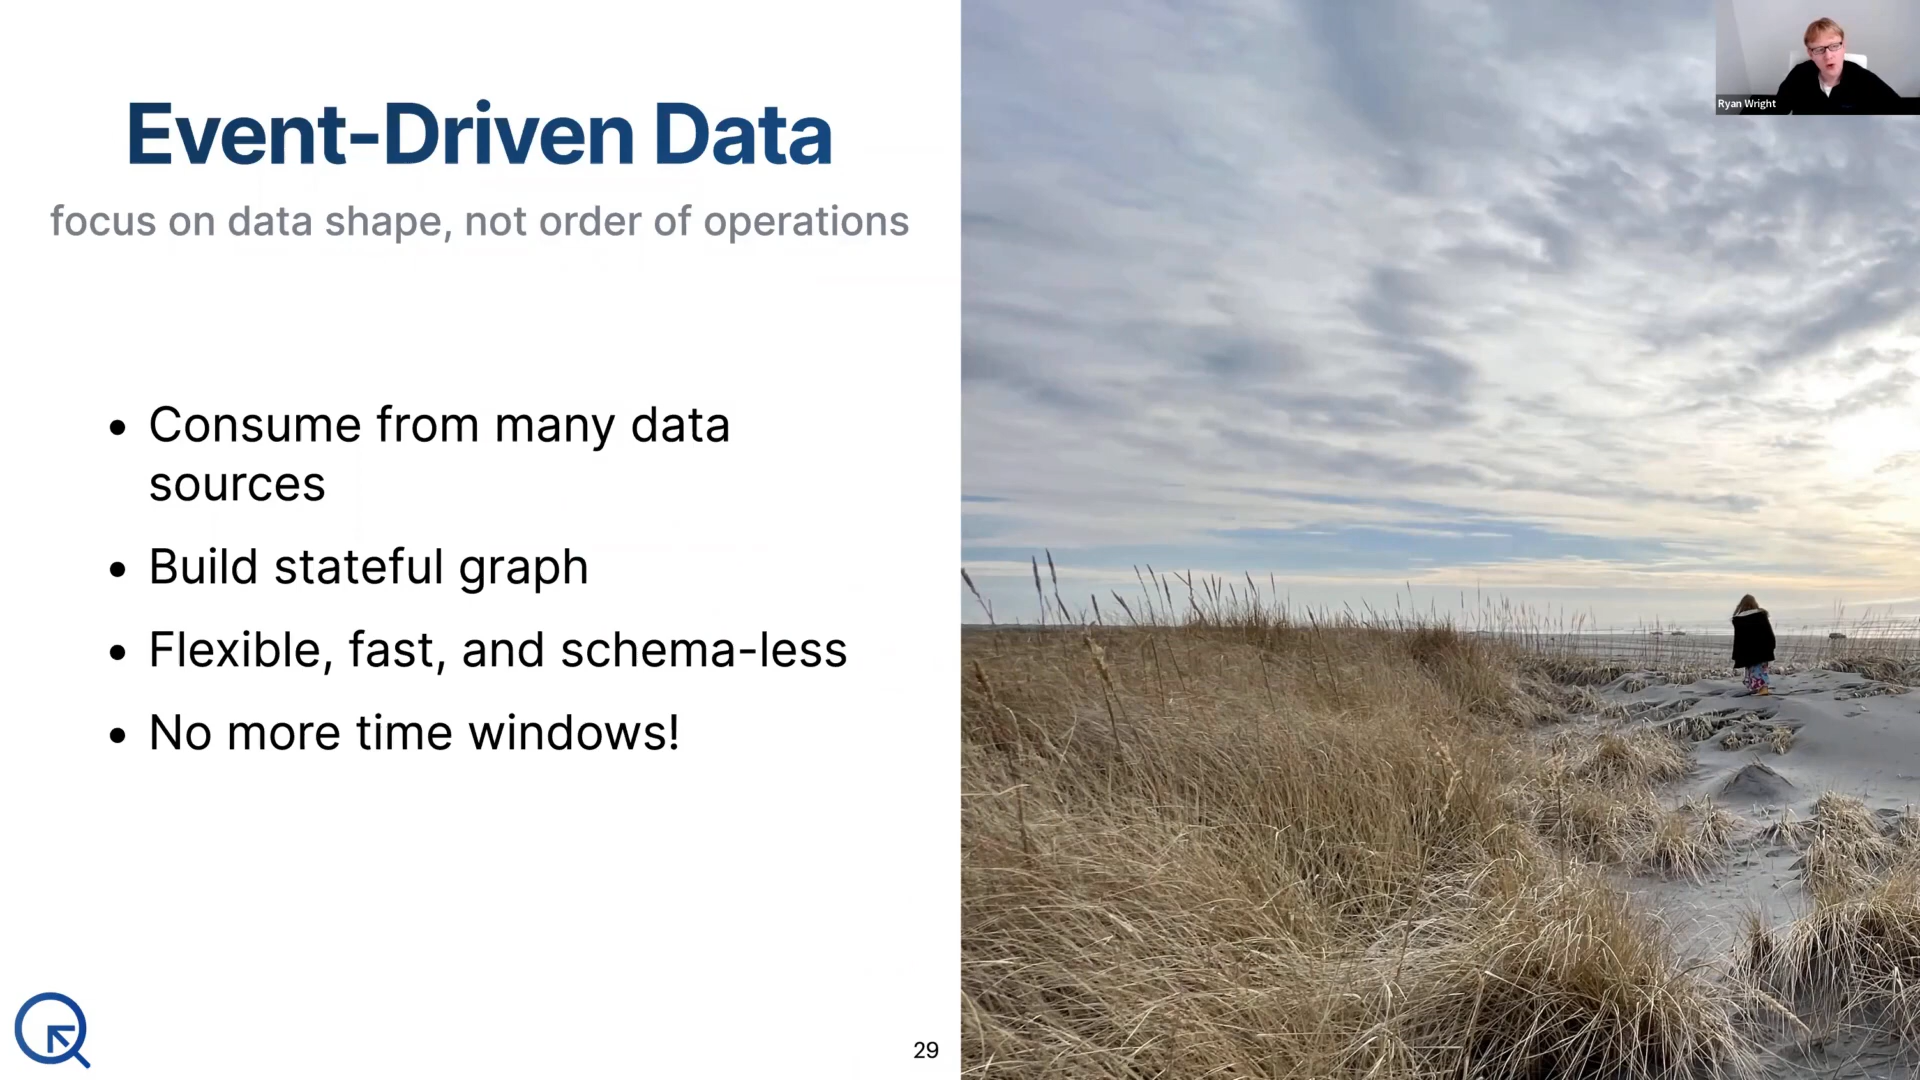 Event-Driven Data
focus on data shape, not order of operations
• Consume from many data
sources
• Build stateful graph
• Flexible, fast, and schema-less
• No more time windows!
29
Ryan Wright